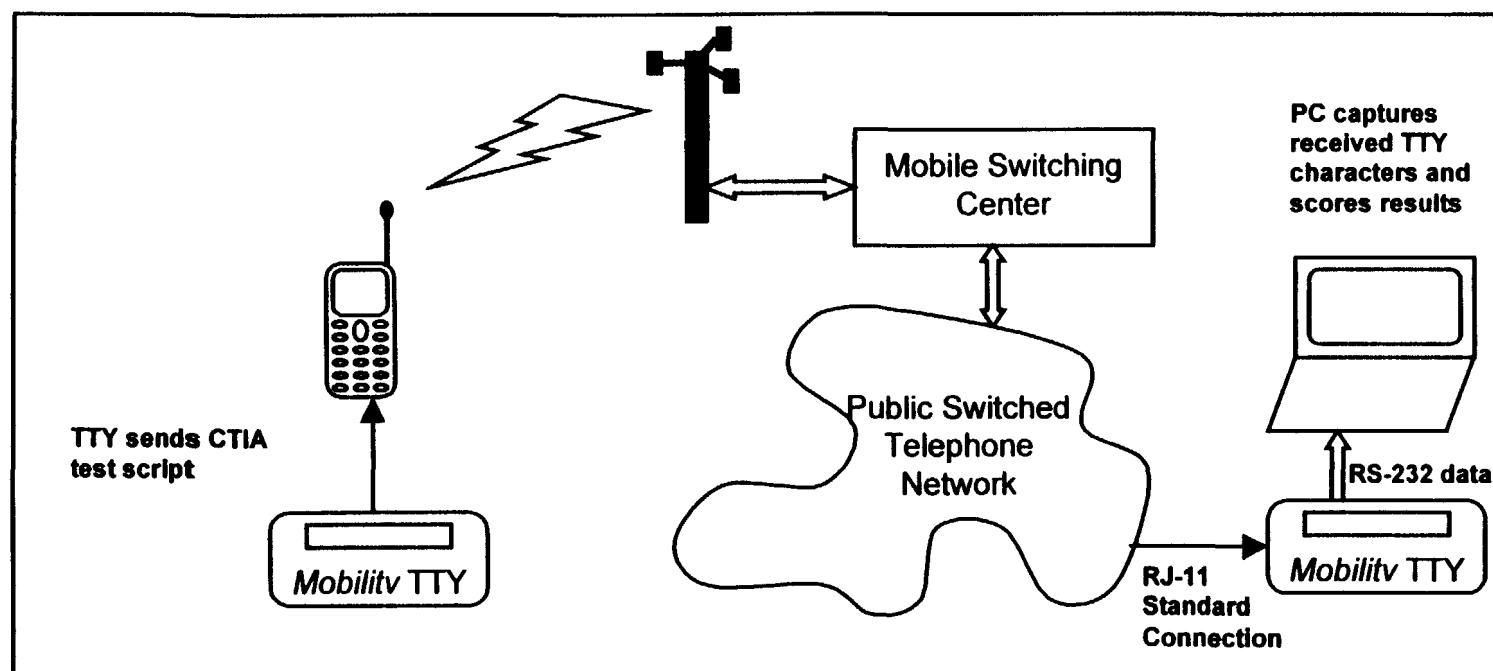 PC captures
received TTY
characters and
scores results
Mobile Switching
Center
Public Switched
Telephone
Network
TTY sends CTIA
test script
RS-232 data
Mobilitv TTY
Mobilitv TTY
RJ-11
Standard
Connection